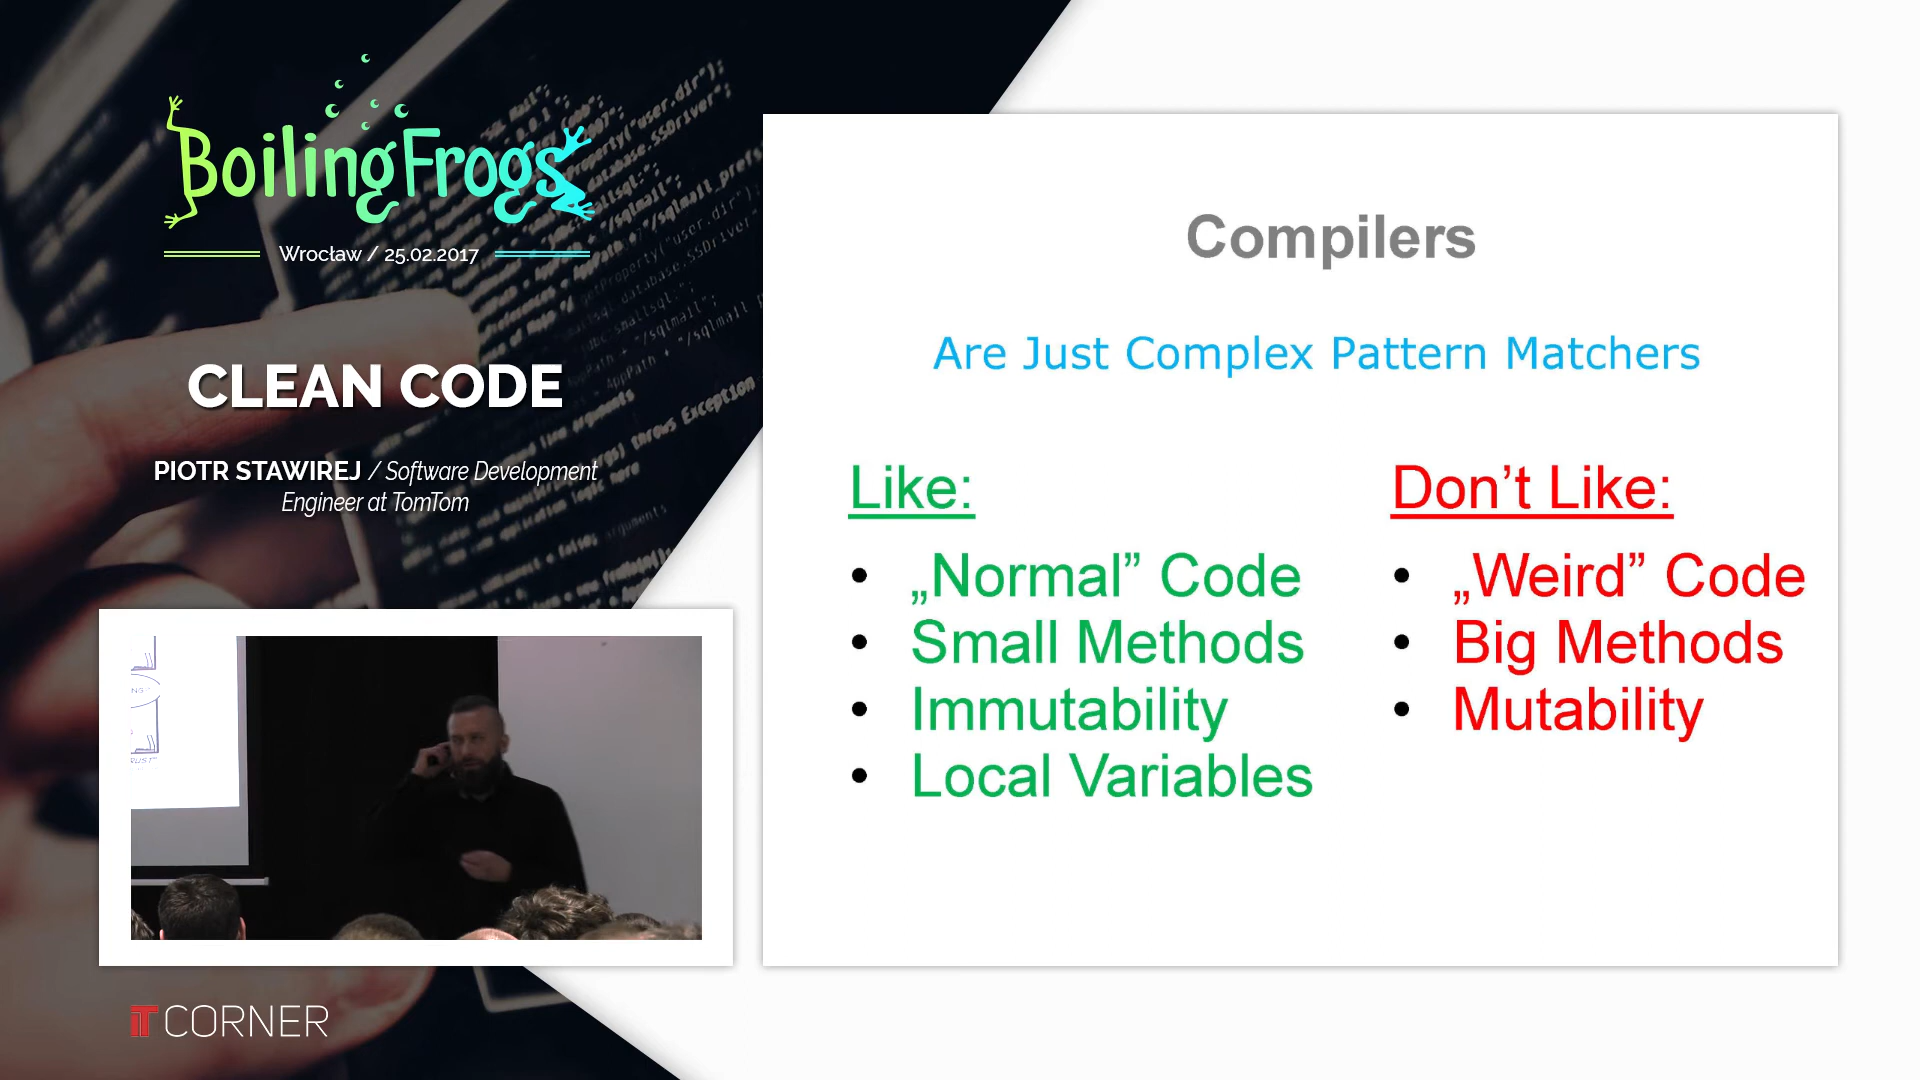 BoilingFrogs
Wrocław / 25.02.2017
CLEAN CODE
PIOTR STAWIREJ / Software Development
Engineer at TomTom
iT CORNER
Compilers
Are Just Complex Pattern Matchers
Like:
• „Normal” Code
• Small Methods
• Immutability
• Local Variables
Don’t Like:
• „Weird” Code
• Big Methods
• Mutability